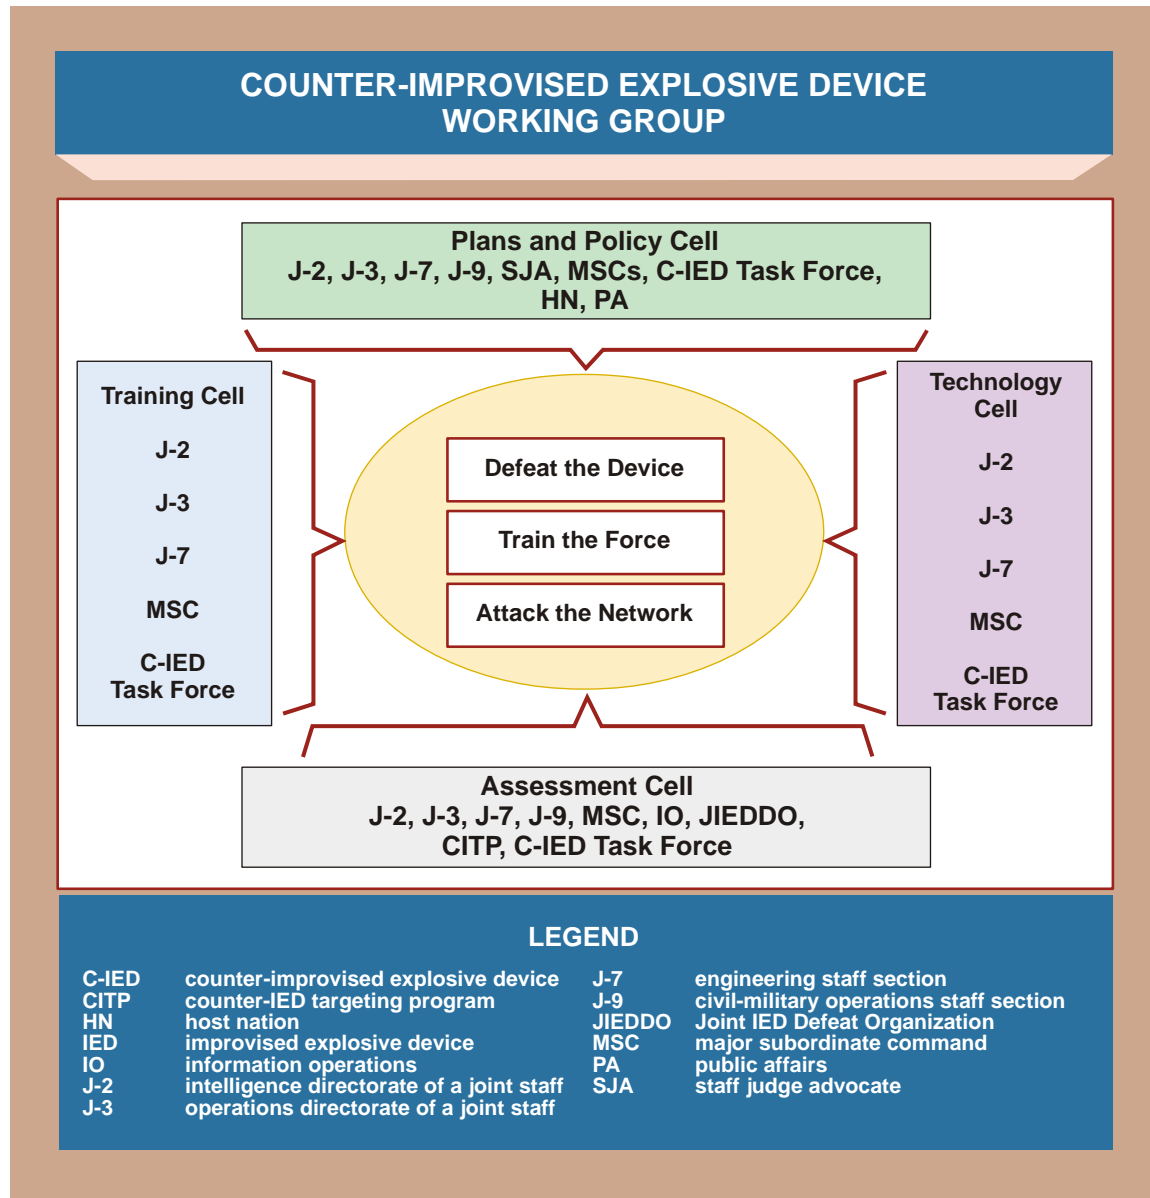 COUNTER-IMPROVISED EXPLOSIVE DEVICE
WORKING GROUP
Plans and Policy Cell
J-2, J-3, J-7, J-9, SJA, MSCs, C-IED Task Force,
HN, PA
Training Cell
J-2
J-3
J-7
MSC
C-IED
Task Force
Defeat the Device
Train the Force
Attack the Network
Technology
Cell
J-2
J-3
J-7
MSC
C-IED
Task Force
Assessment Cell
J-2, J-3, J-7, J-9, MSC, IO, JIEDDO,
CITP, C-IED Task Force
LEGEND
C-IED counter-improvised explosive device
CITP counter-IED targeting program
HN host nation
IED improvised explosive device
IO information operations
J-2 intelligence directorate of a joint staff
J-3 operations directorate of a joint staff
J-7 engineering staff section
J-9 civil-military operations staff section
JIEDDO Joint IED Defeat Organization
MSC major subordinate command
PA public affairs
SJA staff judge advocate